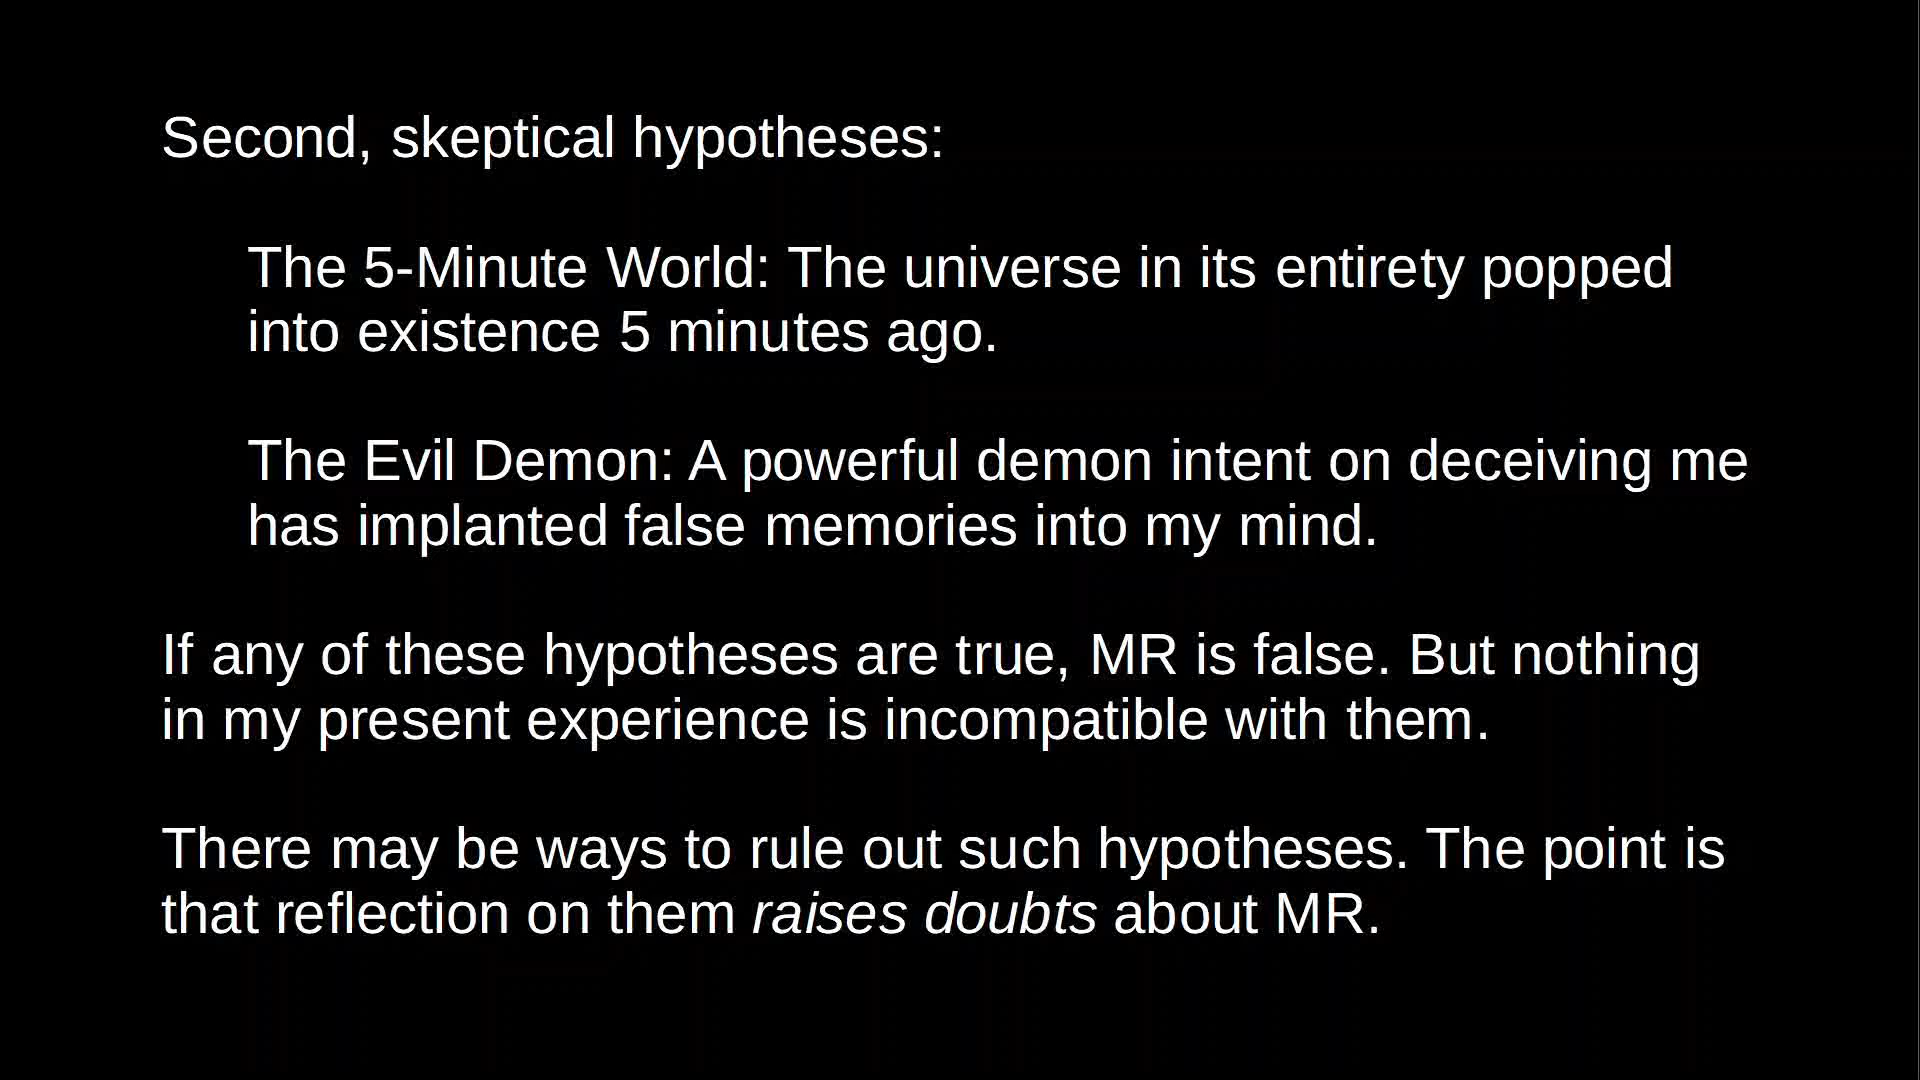 Second, skeptical hypotheses:
The 5-Minute World: The universe in its entirety popped
into existence 5 minutes ago.
The Evil Demon: A powerful demon intent on deceiving me
has implanted false memories into my mind.
If any of these hypotheses are true, MR is false. But nothing
in my present experience is incompatible with them.
There may be ways to rule out such hypotheses. The point is
that reflection on them raises doubts about MR.